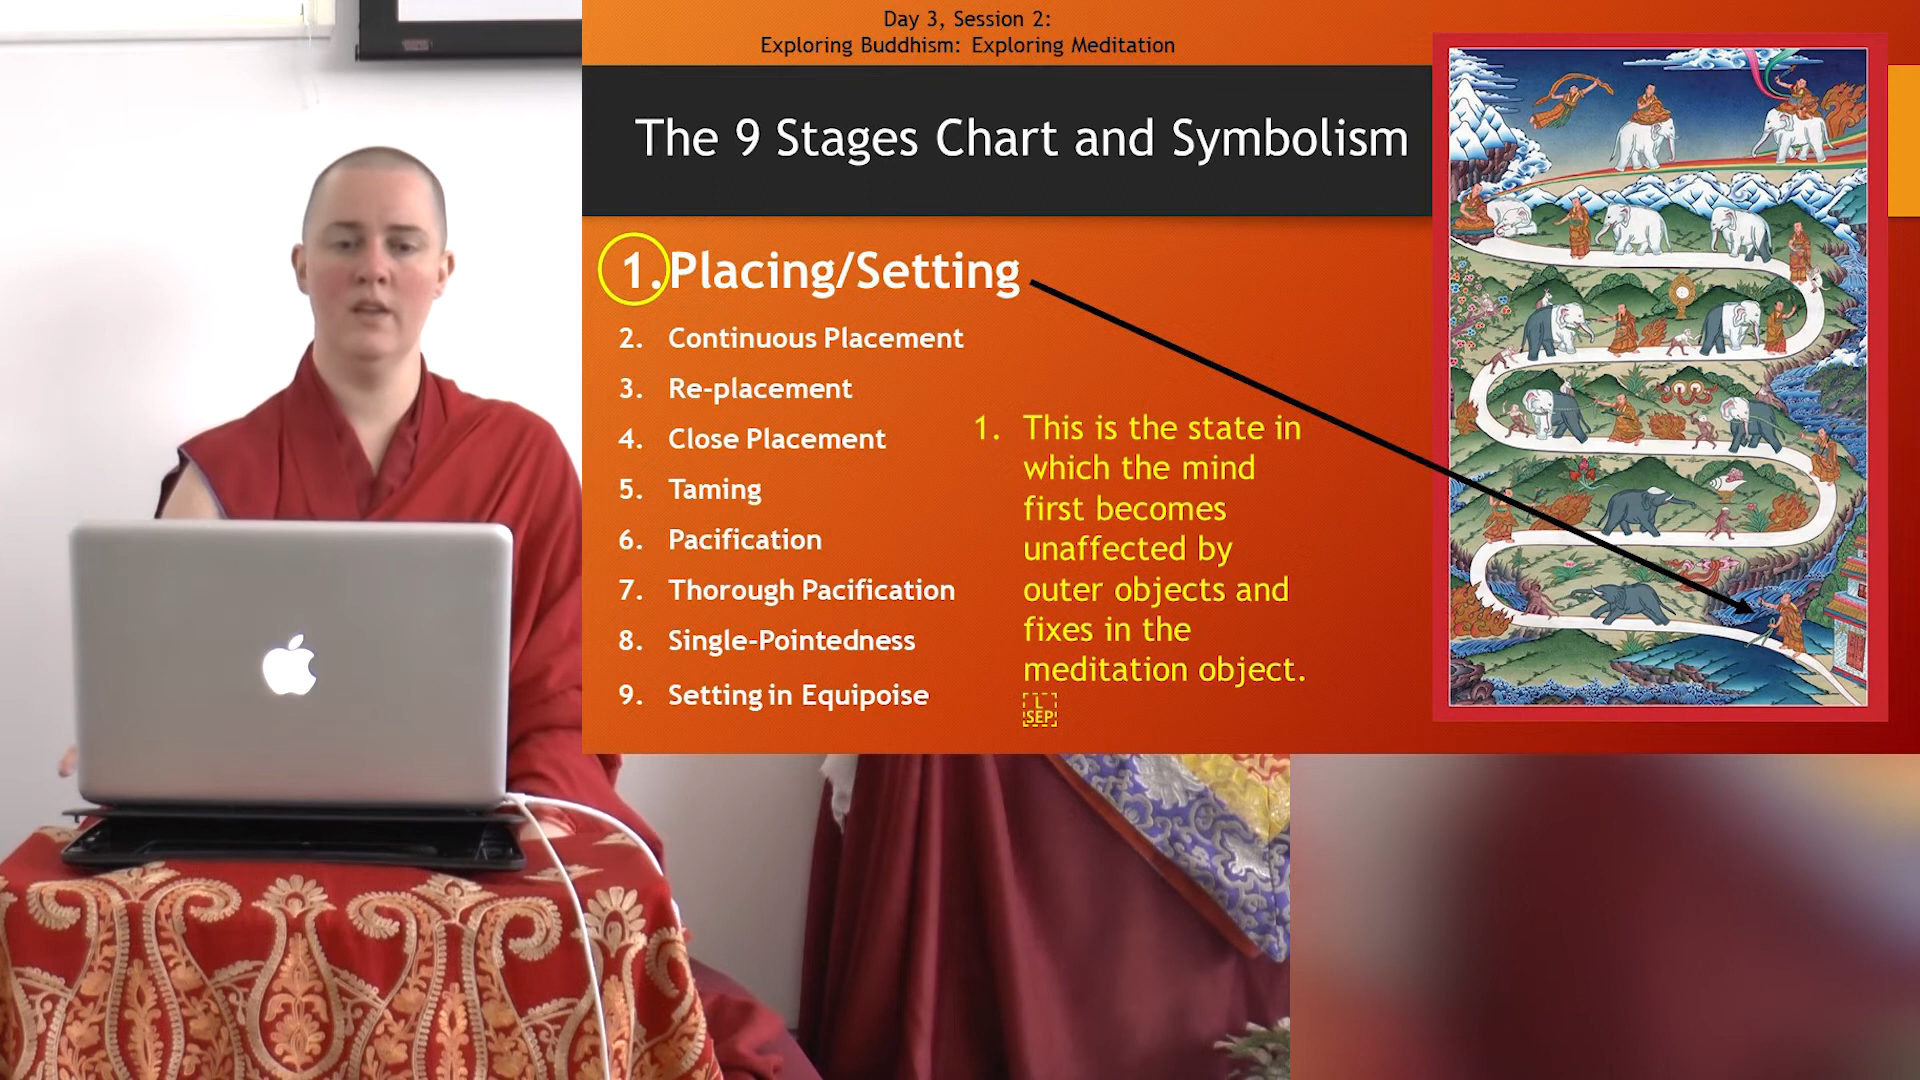 Day 3, Session 2:
Exploring Buddhism: Exploring Meditation
The 9 Stages Chart and Symbolism
1. Placing/Setting
2. Continuous Placement
3. Re-placement
4. Close Placement
5. Taming
6. Pacification
7. Thorough Pacification
8. Single-Pointedness
9. Setting in Equipoise
1. This is the state in
which the mind
first becomes
unaffected by
outer objects and
fixes in the
meditation object.
L
SEP